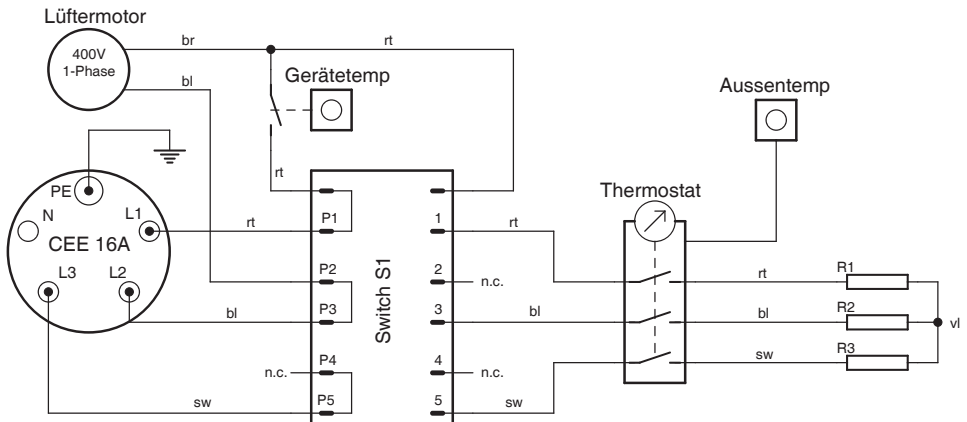 Lüftermotor
400V
1-Phase
br
rt
bl
Gerätetemp
Aussentemp
PE
N
L1
CEE 16A
L3
L2
rt
rt
bl
sw
n.c.
P1
P2
P3
P4
P5
Switch S1
1
2
3
4
5
rt
n.c.
bl
n.c.
sw
Thermostat
rt
R1
bl
R2
sw
R3
vl